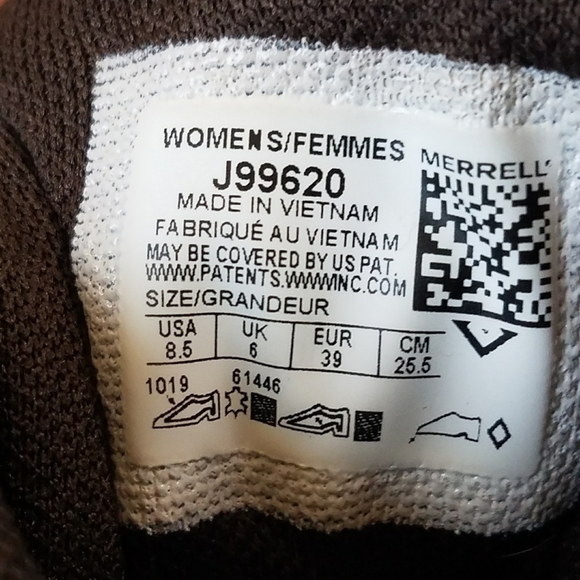 WOMENS/FEMMES
MERRELL
J99620
MADE IN VIETNAM
FABRIQUÉ AU VIETNAM
MAY BE COVERED BY US PAT.
WWW.PATENTS.WWWINC.COM
SIZE/GRANDEUR
USA UK EUR CM
8.5 6 39 25.5
1019 61446